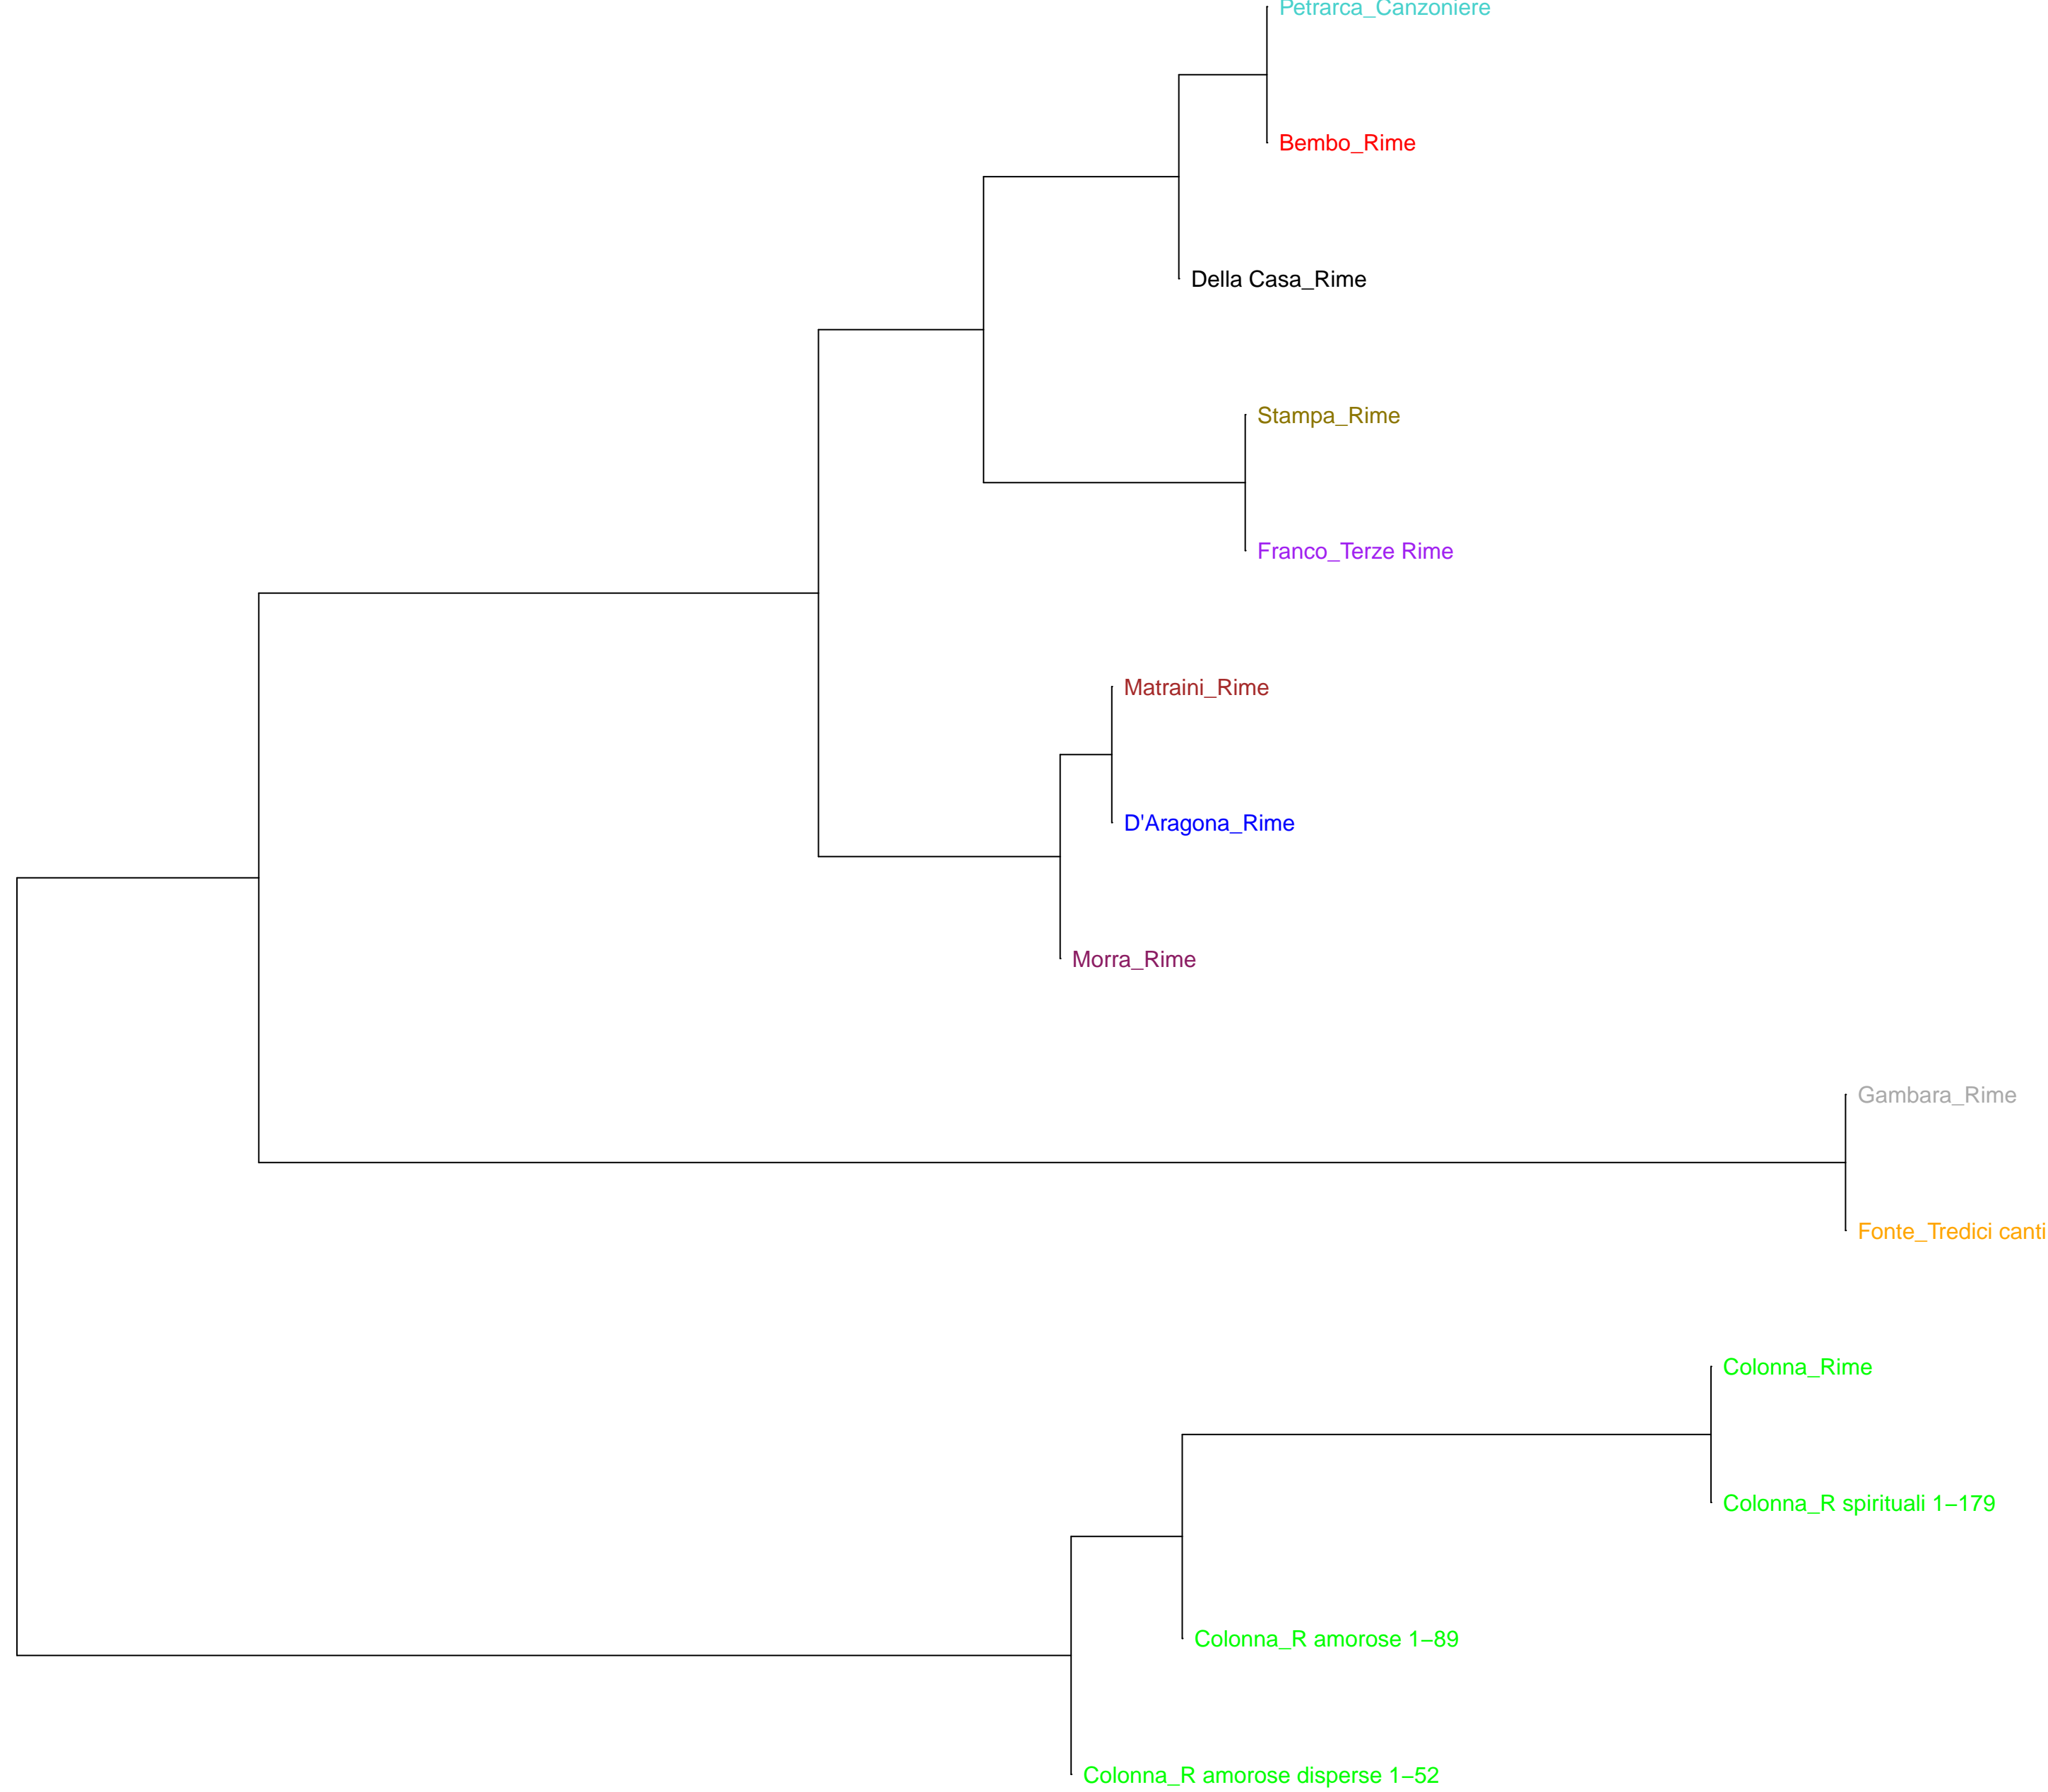 Petrarca_Canzoniere
Bembo_Rime
Della Casa_Rime
Stampa_Rime
Franco_Terze Rime
Matraini_Rime
D'Aragona_Rime
Morra_Rime
Gambara_Rime
Fonte_Tredici canti
Colonna_Rime
Colonna_R spirituali 1–179
Colonna_R amorose 1–89
Colonna_R amorose disperse 1–52